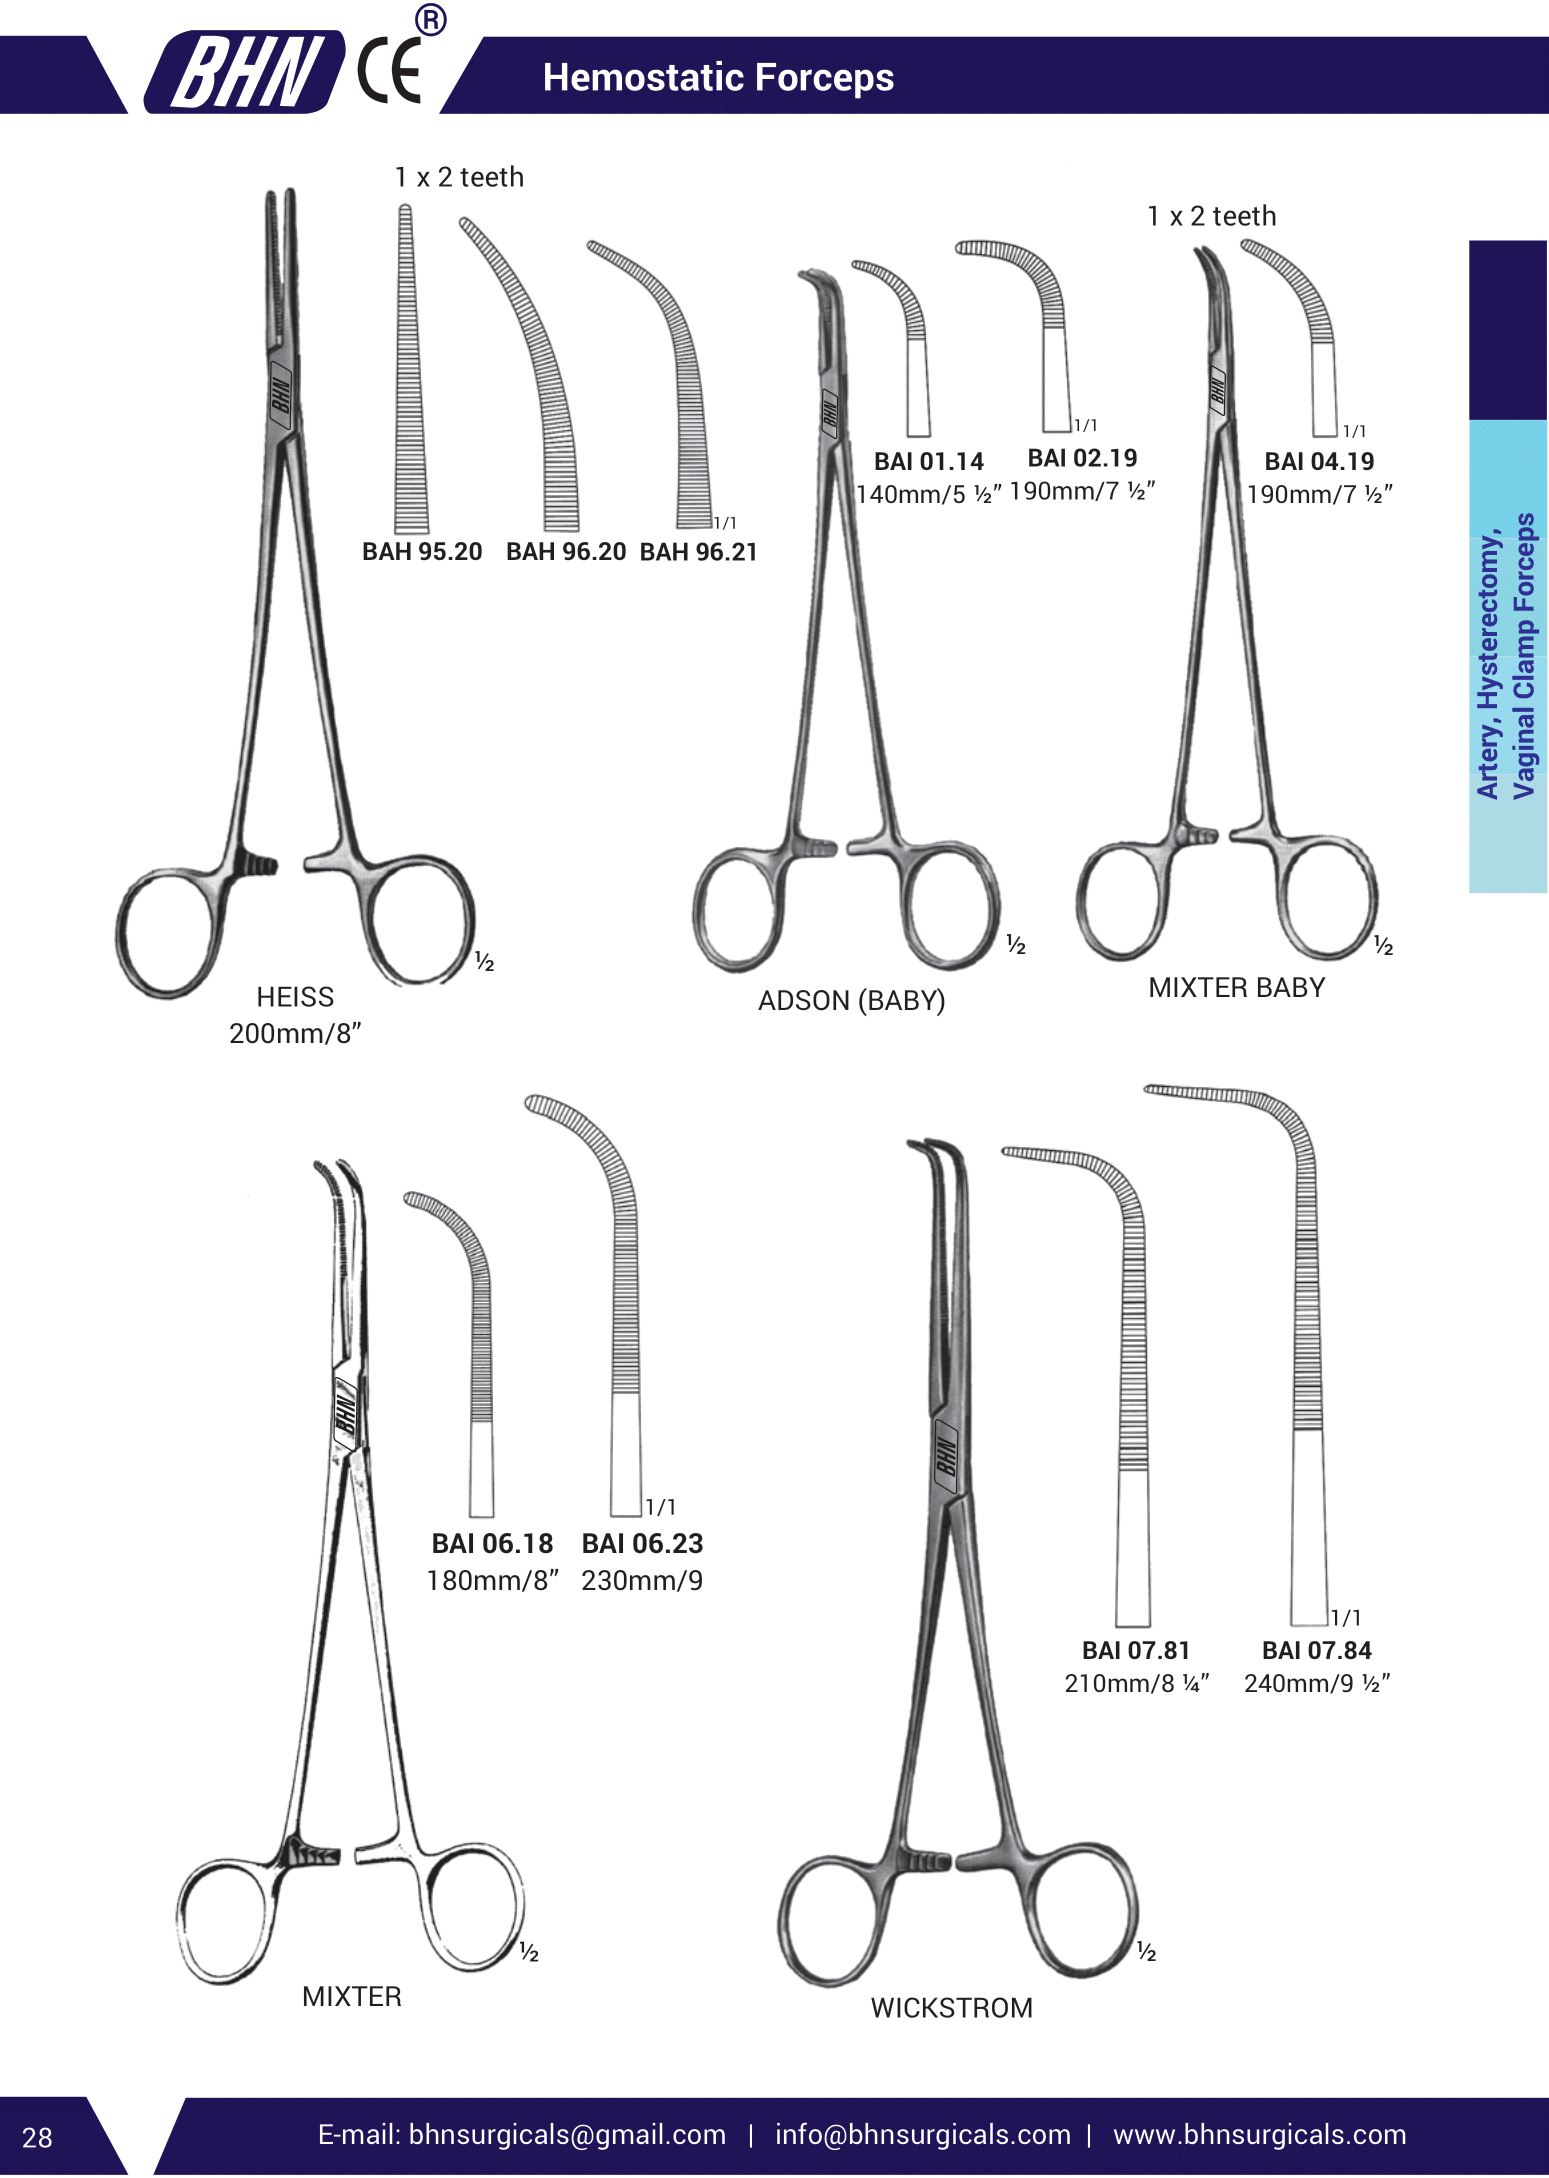 BHN CE ®
Hemostatic Forceps
1 x 2 teeth
BHN
1/1
BAH 95.20 BAH 96.20 BAH 96.21
½
HEISS
200mm/8”
BHN
1/1
BAI 01.14 BAI 02.19
140mm/5 ½” 190mm/7 ½”
½
ADSON (BABY)
1 x 2 teeth
BHN
1/1
BAI 04.19
190mm/7 ½”
½
MIXTER BABY
Artery, Hysterectomy,
Vaginal Clamp Forceps
BHN
1/1
BAI 06.18 BAI 06.23
180mm/8” 230mm/9
½
MIXTER
BHN
1/1
BAI 07.81 BAI 07.84
210mm/8 ¼” 240mm/9 ½”
½
WICKSTROM
28
E-mail: bhnsurgicals@gmail.com | info@bhnsurgicals.com | www.bhnsurgicals.com